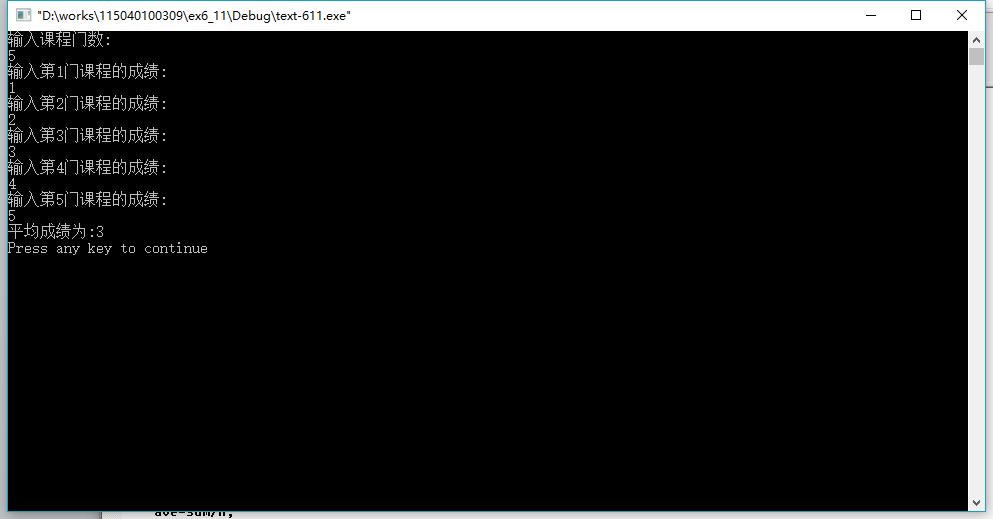 "D:\works\115040100309\ex6_11\Debug\text-611.exe"
输入课程门数:
5
输入第1门课程的成绩:
1
输入第2门课程的成绩:
2
输入第3门课程的成绩:
3
输入第4门课程的成绩:
4
输入第5门课程的成绩:
5
平均成绩为:3
Press any key to continue
ave=sum/n;